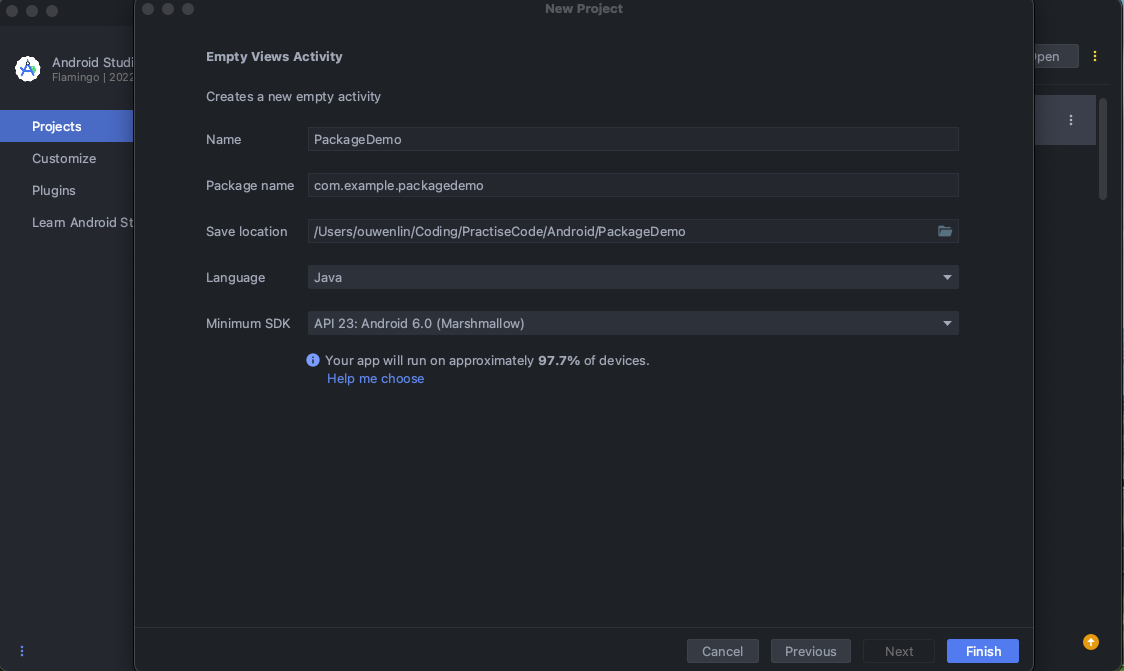 New Project
Android Studi
Flamingo | 2022
Projects
Customize
Plugins
Learn Android St
Empty Views Activity
Creates a new empty activity
Name
PackageDemo
Package name
com.example.packagedemo
Save location
/Users/ouwenlin/Coding/PractiseCode/Android/PackageDemo
Language
Java
Minimum SDK
API 23: Android 6.0 (Marshmallow)
Your app will run on approximately 97.7% of devices.
Help me choose
Open
Cancel
Previous
Next
Finish